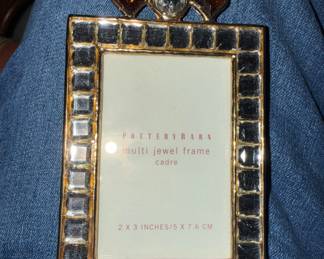 POTTERYBARN
multi jewel frame
cadre
2 X 3 INCHES/5 X 7.6 CM